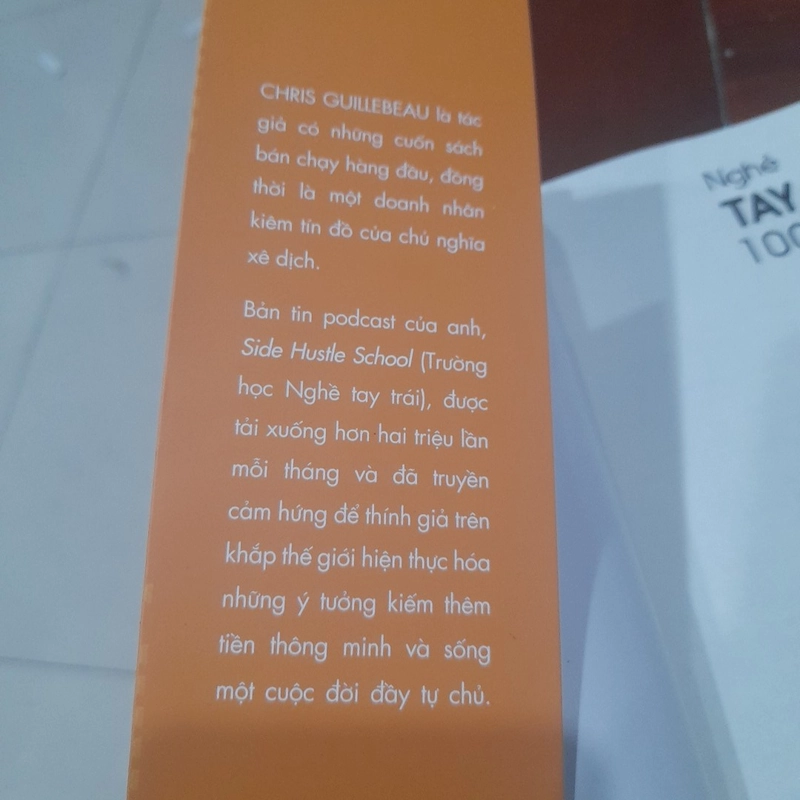 CHRIS GUILLEBEAU là tác
giả có những cuốn sách
bán chạy hàng đầu, đồng
thời là một doanh nhân
kiêm tín đồ của chủ nghĩa
xê dịch.
Bản tin podcast của anh,
Side Hustle School (Trường
học Nghề tay trái), được
tải xuống hơn hai triệu lần
mỗi tháng và đã truyền
cảm hứng để thính giả trên
khắp thế giới hiện thực hóa
những ý tưởng kiếm thêm
tiền thông minh và sống
một cuộc đời đầy tự chủ.
Nghề
TAY
100